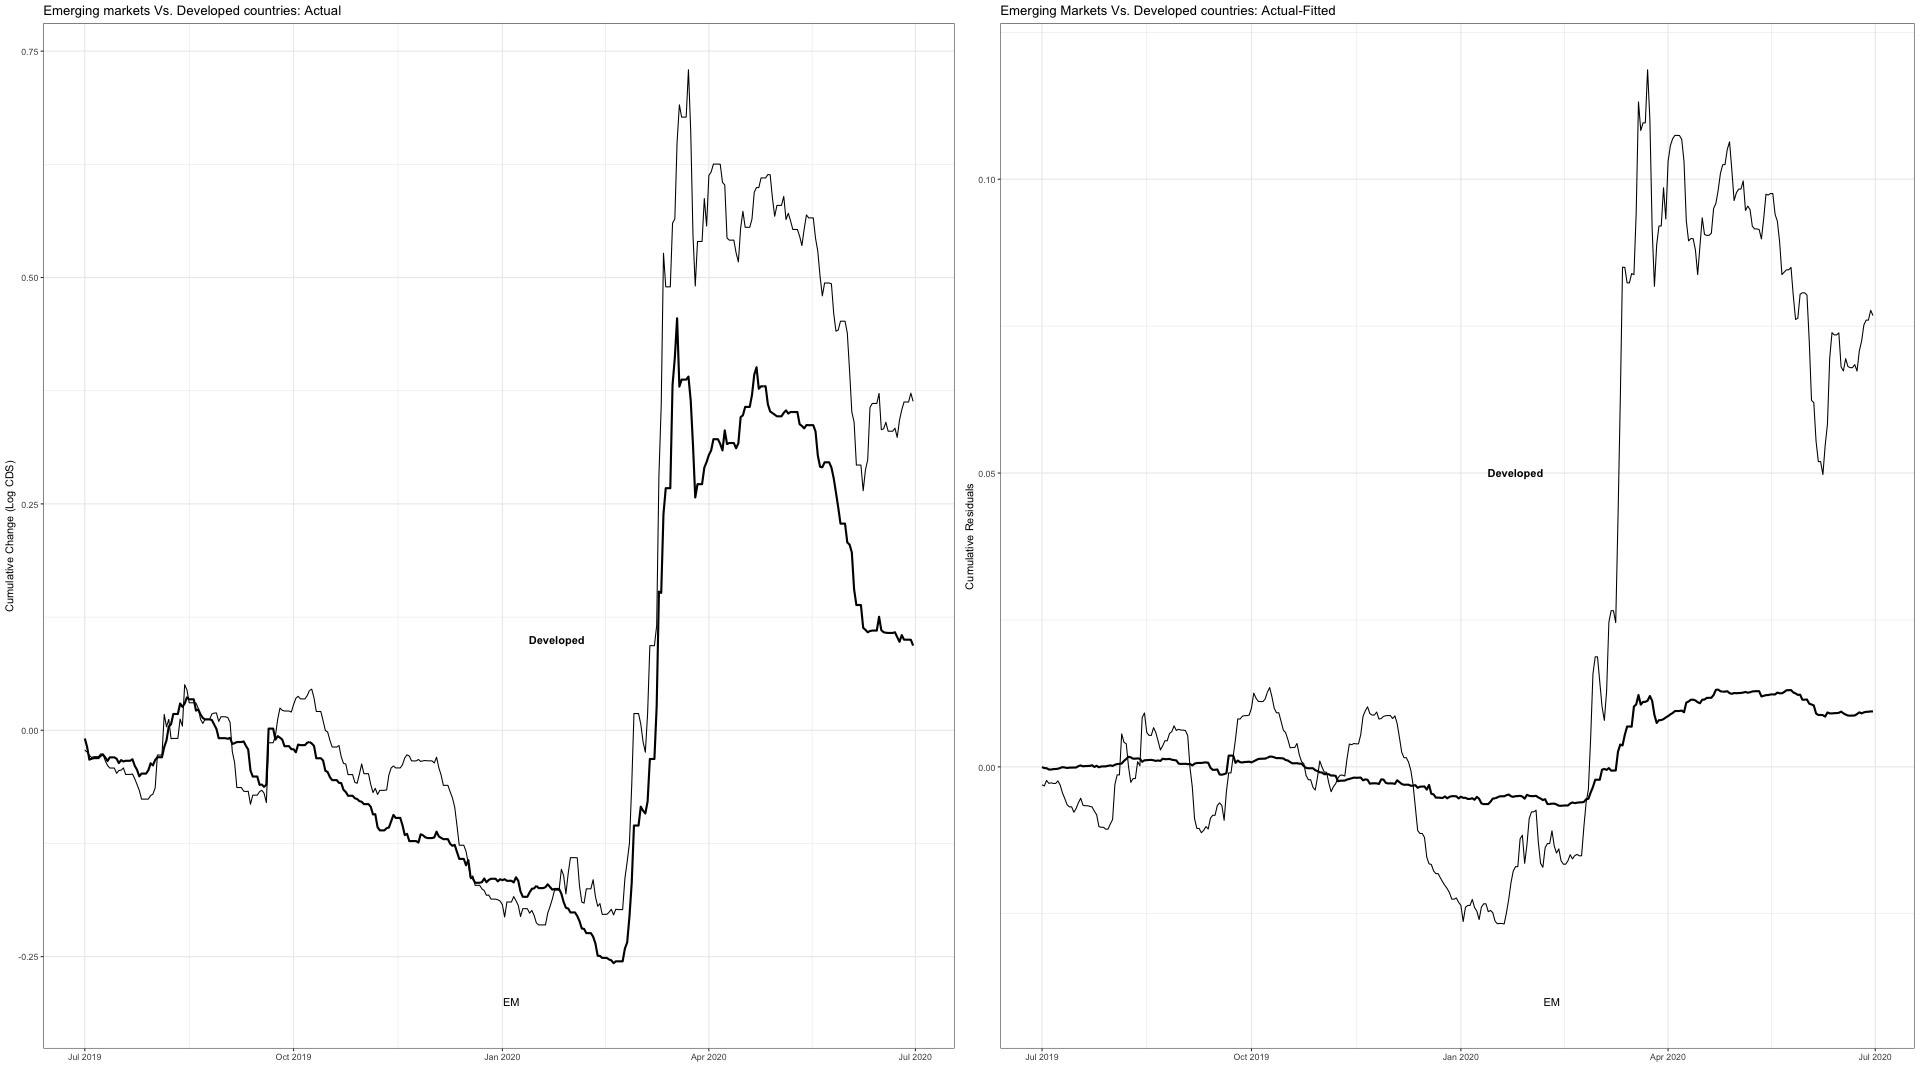 Emerging markets Vs. Developed countries: Actual
0.75
0.50
0.25
0.00
-0.25
Cumulative Change (Log CDS)
Developed
EM
Jul 2019
Oct 2019
Jan 2020
Apr 2020
Jul 2020
Emerging Markets Vs. Developed countries: Actual-Fitted
0.10
0.05
0.00
Cumulative Residuals
Developed
EM
Jul 2019
Oct 2019
Jan 2020
Apr 2020
Jul 2020